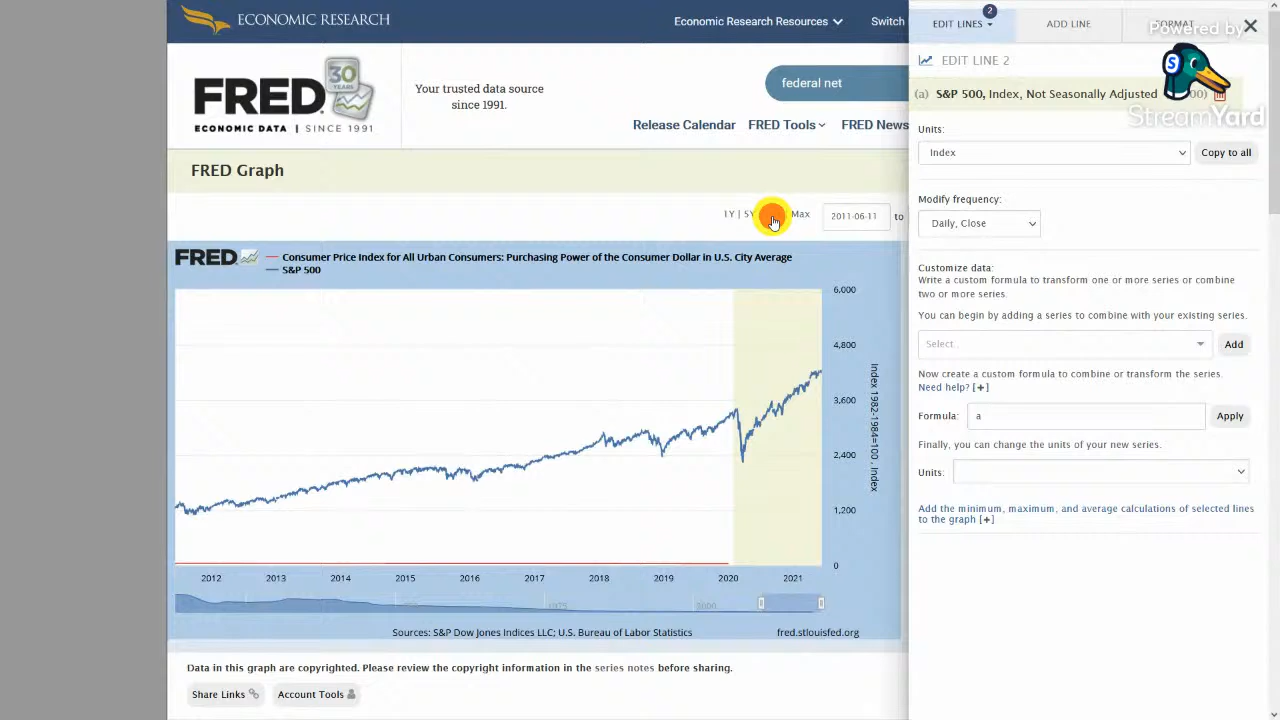 ECONOMIC RESEARCH
Economic Research Resources
Switch
FRED
30
YEARS
ECONOMIC DATA | SINCE 1991
Your trusted data source
since 1991.
federal net
Release Calendar
FRED Tools
FRED News
FRED Graph
1Y | 5Y
Max
2011-06-11
to
FRED
Consumer Price Index for All Urban Consumers: Purchasing Power of the Consumer Dollar in U.S. City Average
S&P 500
6,000
4,800
3,600
2,400
1,200
0
Index 1982-1984=100 , Index
2012 2013 2014 2015 2016 2017 2018 2019 2020 2021
1975
2000
Sources: S&P Dow Jones Indices LLC; U.S. Bureau of Labor Statistics
fred.stlouisfed.org
Data in this graph are copyrighted. Please review the copyright information in the series notes before sharing.
Share Links
Account Tools
EDIT LINES
2
ADD LINE
FORMAT
Powered by
S
StreamYard
EDIT LINE 2
(a) S&P 500, Index, Not Seasonally Adjusted
Units:
Index
Copy to all
Modify frequency:
Daily, Close
Customize data:
Write a custom formula to transform one or more series or combine
two or more series.
You can begin by adding a series to combine with your existing series.
Select
Add
Now create a custom formula to combine or transform the series.
Need help? [+]
Formula:
a
Apply
Finally, you can change the units of your new series.
Units:
Add the minimum, maximum, and average calculations of selected lines
to the graph [+]